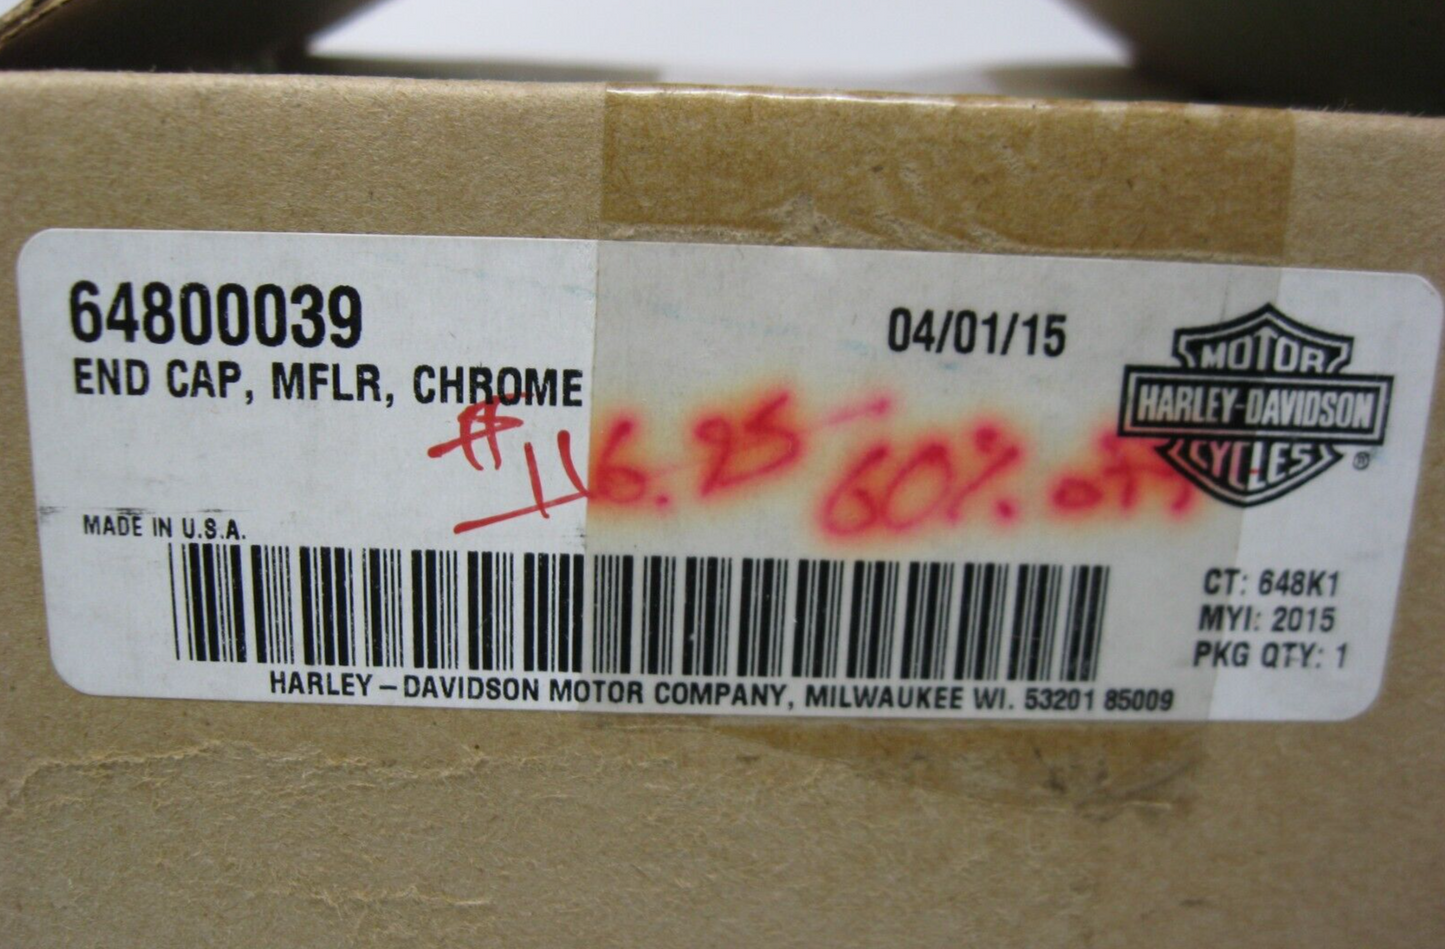 64800039
END CAP, MFLR, CHROME
04/01/15
MOTOR
HARLEY-DAVIDSON
CYCLES
®
$116.95 60% off
MADE IN U.S.A.
CT: 648K1
MYI: 2015
PKG QTY: 1
HARLEY–DAVIDSON MOTOR COMPANY, MILWAUKEE WI. 53201 85009